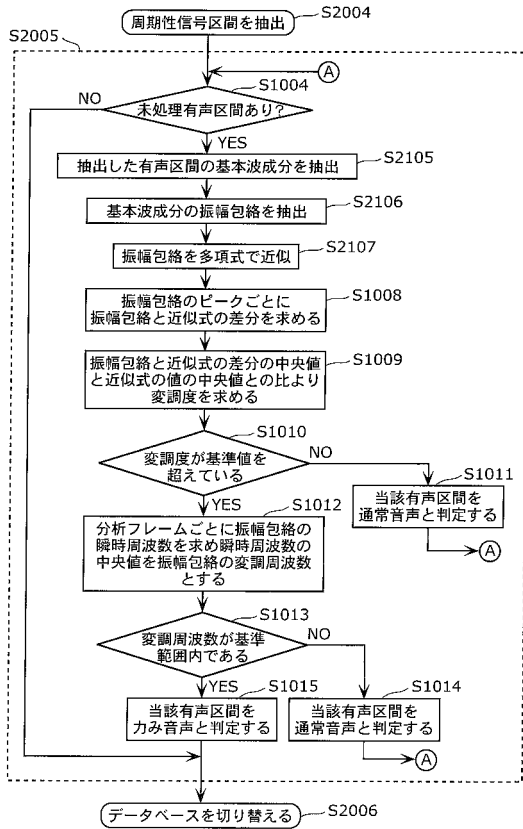 周期性信号区間を抽出
S2004
S2005
A
S1004
NO
未処理有声区間あり?
YES
抽出した有声区間の基本波成分を抽出
S2105
基本波成分の振幅包絡を抽出
S2106
振幅包絡を多項式で近似
S2107
振幅包絡のピークごとに
振幅包絡と近似式の差分を求める
S1008
振幅包絡と近似式の差分の中央値
と近似式の値の中央値との比より
変調度を求める
S1009
S1010
変調度が基準値を
超えている
NO
YES
S1011
当該有声区間を
通常音声と判定する
A
S1012
分析フレームごとに振幅包絡の
瞬時周波数を求め瞬時周波数の
中央値を振幅包絡の変調周波数
とする
S1013
変調周波数が基準
範囲内である
NO
YES
S1015
当該有声区間を
力み音声と判定する
S1014
当該有声区間を
通常音声と判定する
A
データベースを切り替える
S2006